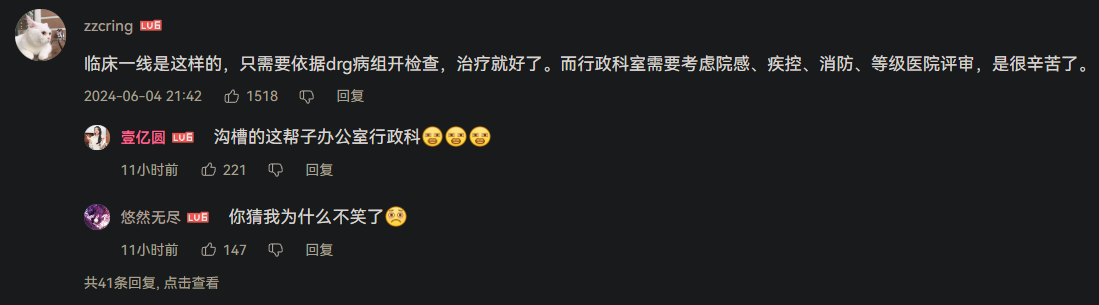 zzcring LV6
临床一线是这样的，只需要依据drg病组开检查，治疗就好了。而行政科室需要考虑院感、疾控、消防、等级医院评审，是很辛苦了。
2024-06-04 21:42 1518 回复
壹亿圆 LV6 沟槽的这帮子办公室行政科😬😬😬
11小时前 221 回复
悠然无尽 LV6 你猜我为什么不笑了😟
11小时前 147 回复
共41条回复, 点击查看